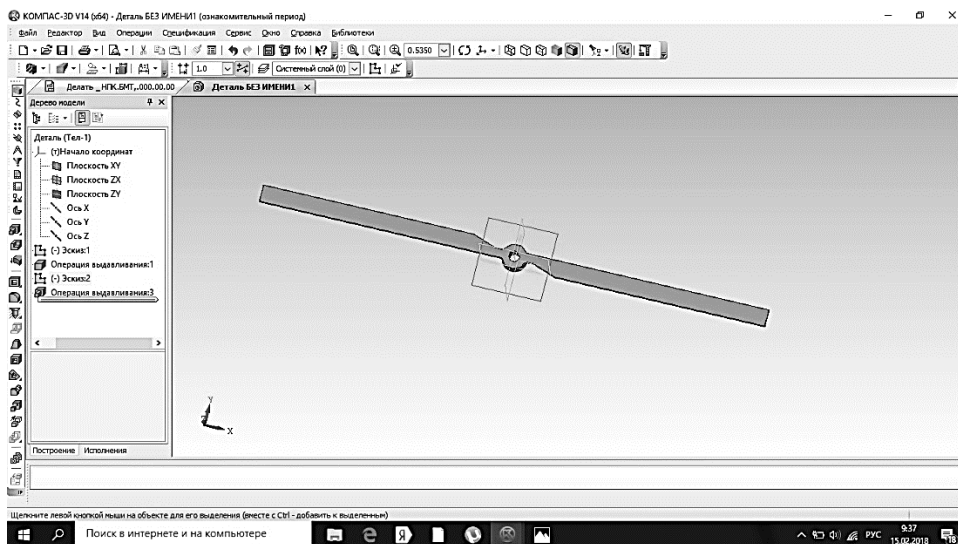 КОМПАС-3D V14 (x64) - Деталь БЕЗ ИМЕНИ1 (ознакомительный период)
Файл Редактор Вид Операции Спецификация Сервис Окно Справка Библиотеки
0.5350
1.0 Системный слой (0)
Делать _НПК.БМТ,.000.00.00 Деталь БЕЗ ИМЕНИ1
Дерево модели
Деталь (Тел-1)
(т)Начало координат
Плоскость XY
Плоскость ZX
Плоскость ZY
Ось X
Ось Y
Ось Z
(-) Эскиз:1
Операция выдавливания:1
(-) Эскиз:2
Операция выдавливания:3
Y
Z
X
Построение Исполнения
Щелкните левой кнопкой мыши на объекте для его выделения (вместе с Ctrl - добавить к выделенным)
Поиск в интернете и на компьютере
РУС
9:37
15.02.2018
18